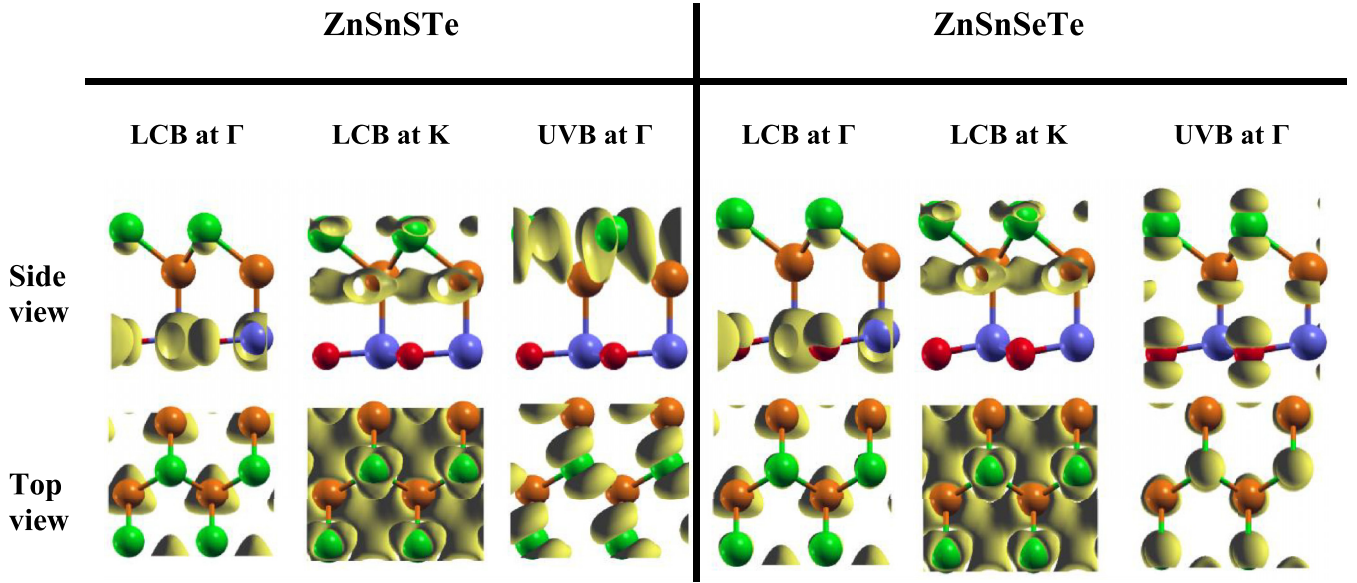 ZnSnSTe
ZnSnSeTe
LCB at Γ
LCB at K
UVB at Γ
LCB at Γ
LCB at K
UVB at Γ
Side
view
Top
view